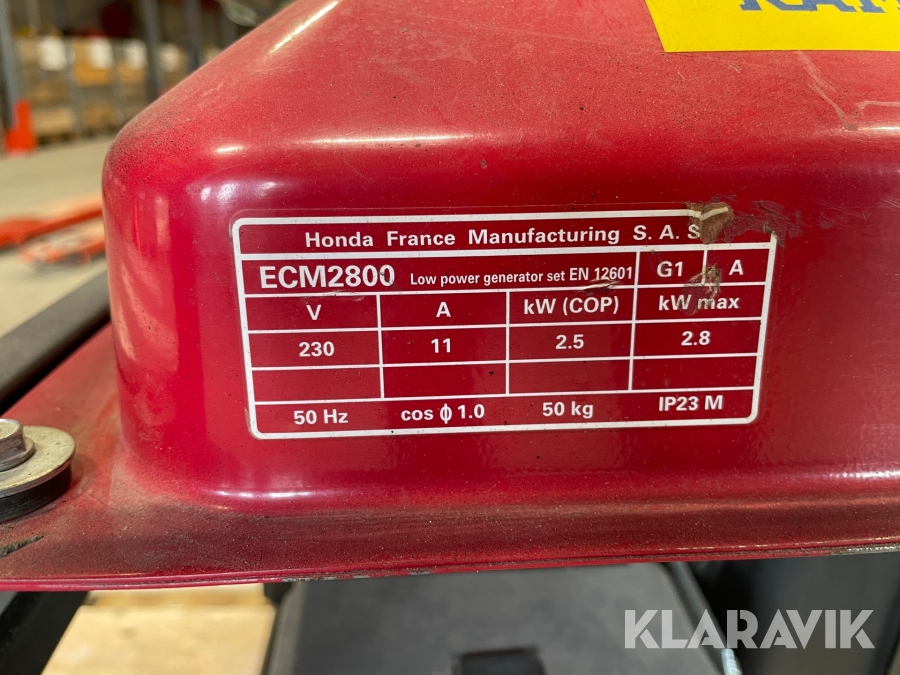 Honda France Manufacturing S. A. S
ECM2800 Low power generator set EN 12601 G1 A
V A kW (COP) kW max
230 11 2.5 2.8
50 Hz cos ϕ 1.0 50 kg IP23 M
KLARAVIK